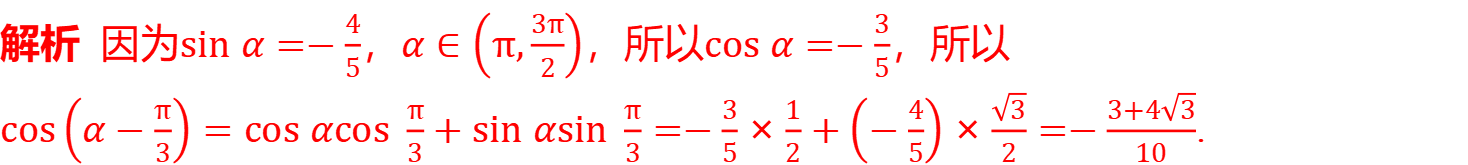 解析 因为sin α =− 4/5，α ∈ (π, 3π/2)，所以cos α =− 3/5，所以
cos (α − π/3) = cos αcos π/3 + sin αsin π/3 =− 3/5 × 1/2 + (− 4/5) × √3/2 =− (3+4√3)/10.